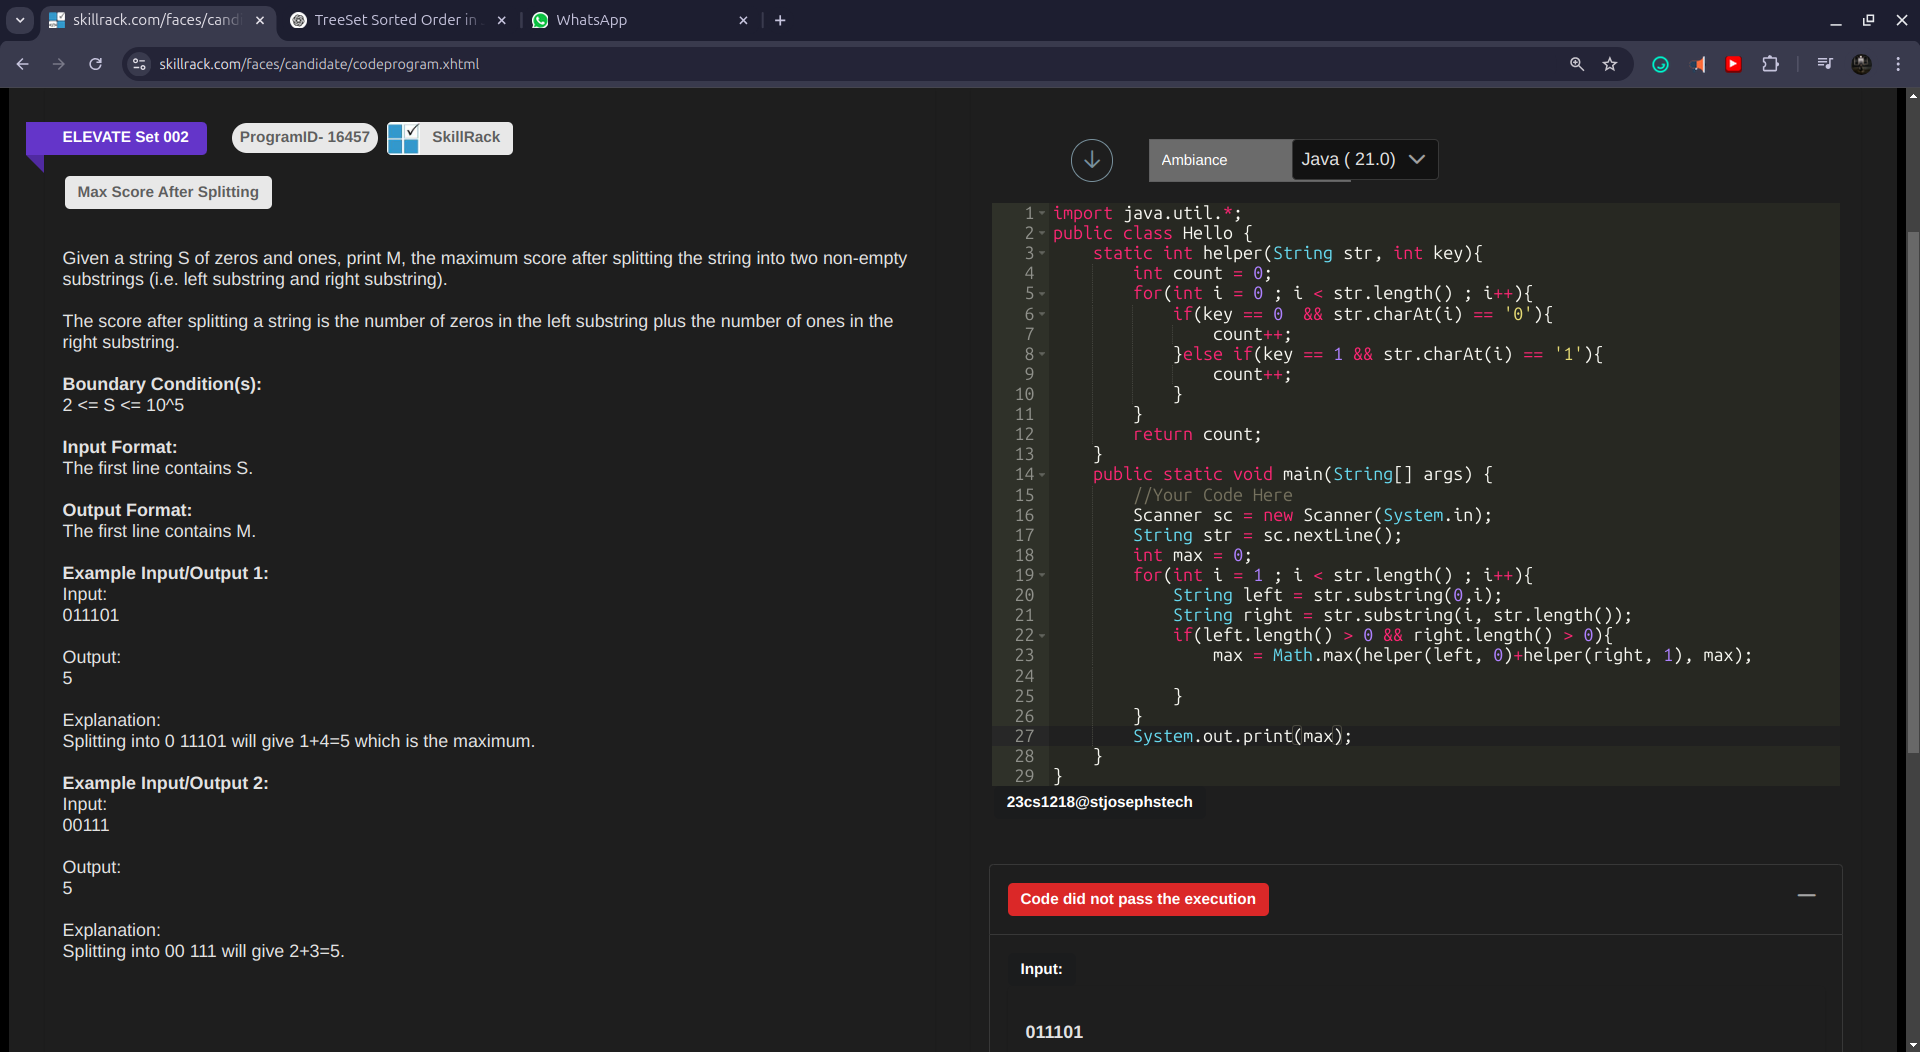 skillrack.com/faces/candi
TreeSet Sorted Order in
WhatsApp
skillrack.com/faces/candidate/codeprogram.xhtml
ELEVATE Set 002
ProgramID- 16457
SkillRack
Max Score After Splitting
Given a string S of zeros and ones, print M, the maximum score after splitting the string into two non-empty
substrings (i.e. left substring and right substring).
The score after splitting a string is the number of zeros in the left substring plus the number of ones in the
right substring.
Boundary Condition(s):
2 <= S <= 10^5
Input Format:
The first line contains S.
Output Format:
The first line contains M.
Example Input/Output 1:
Input:
011101
Output:
5
Explanation:
Splitting into 0 11101 will give 1+4=5 which is the maximum.
Example Input/Output 2:
Input:
00111
Output:
5
Explanation:
Splitting into 00 111 will give 2+3=5.
Ambiance
Java ( 21.0)
1 import java.util.*;
2 public class Hello {
3     static int helper(String str, int key){
4         int count = 0;
5         for(int i = 0 ; i < str.length() ; i++){
6             if(key == 0  && str.charAt(i) == '0'){
7                 count++;
8             }else if(key == 1 && str.charAt(i) == '1'){
9                 count++;
10             }
11         }
12         return count;
13     }
14     public static void main(String[] args) {
15         //Your Code Here
16         Scanner sc = new Scanner(System.in);
17         String str = sc.nextLine();
18         int max = 0;
19         for(int i = 1 ; i < str.length() ; i++){
20             String left = str.substring(0,i);
21             String right = str.substring(i, str.length());
22             if(left.length() > 0 && right.length() > 0){
23                 max = Math.max(helper(left, 0)+helper(right, 1), max);
24
25             }
26         }
27         System.out.print(max);
28     }
29 }
23cs1218@stjosephstech
Code did not pass the execution
Input:
011101